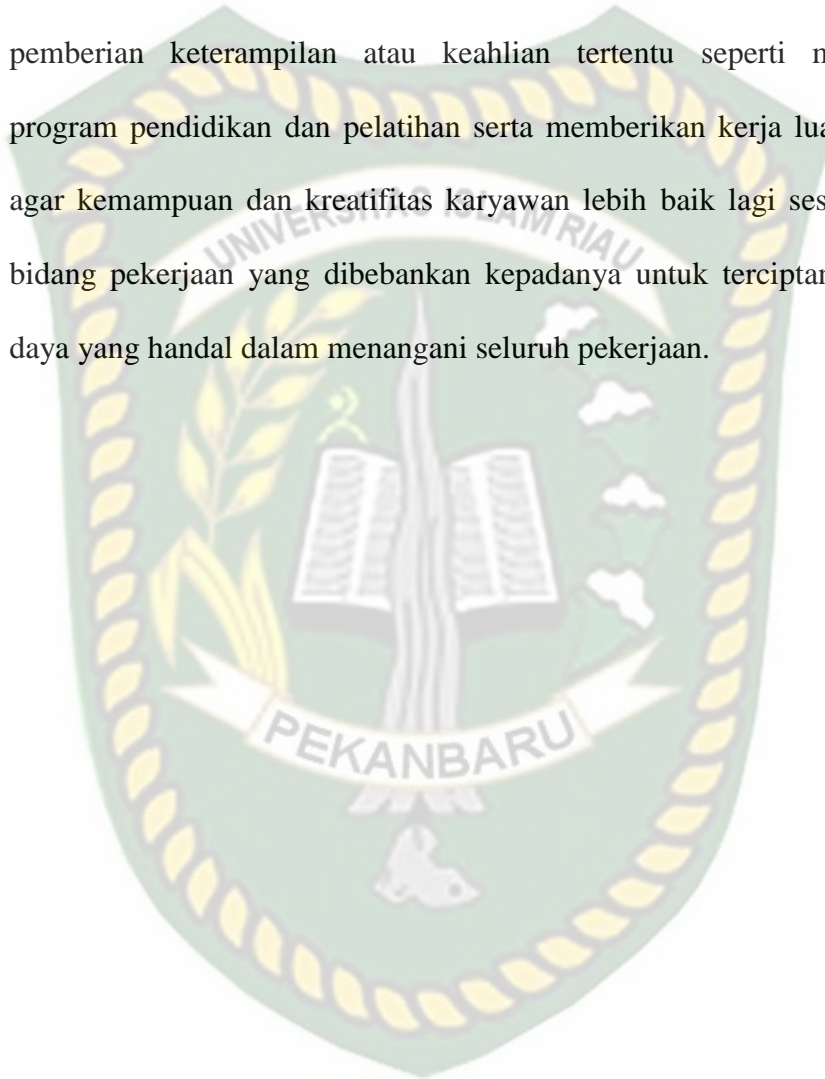 pemberian keterampilan atau keahlian tertentu seperti
program pendidikan dan pelatihan serta memberikan kerja
agar kemampuan dan kreatifitas karyawan lebih baik lagi
bidang pekerjaan yang dibebankan kepadanya untuk
daya yang handal dalam menangani seluruh pekerjaan.
UNIVERSITAS ISLAM RIAU
PEKANBARU